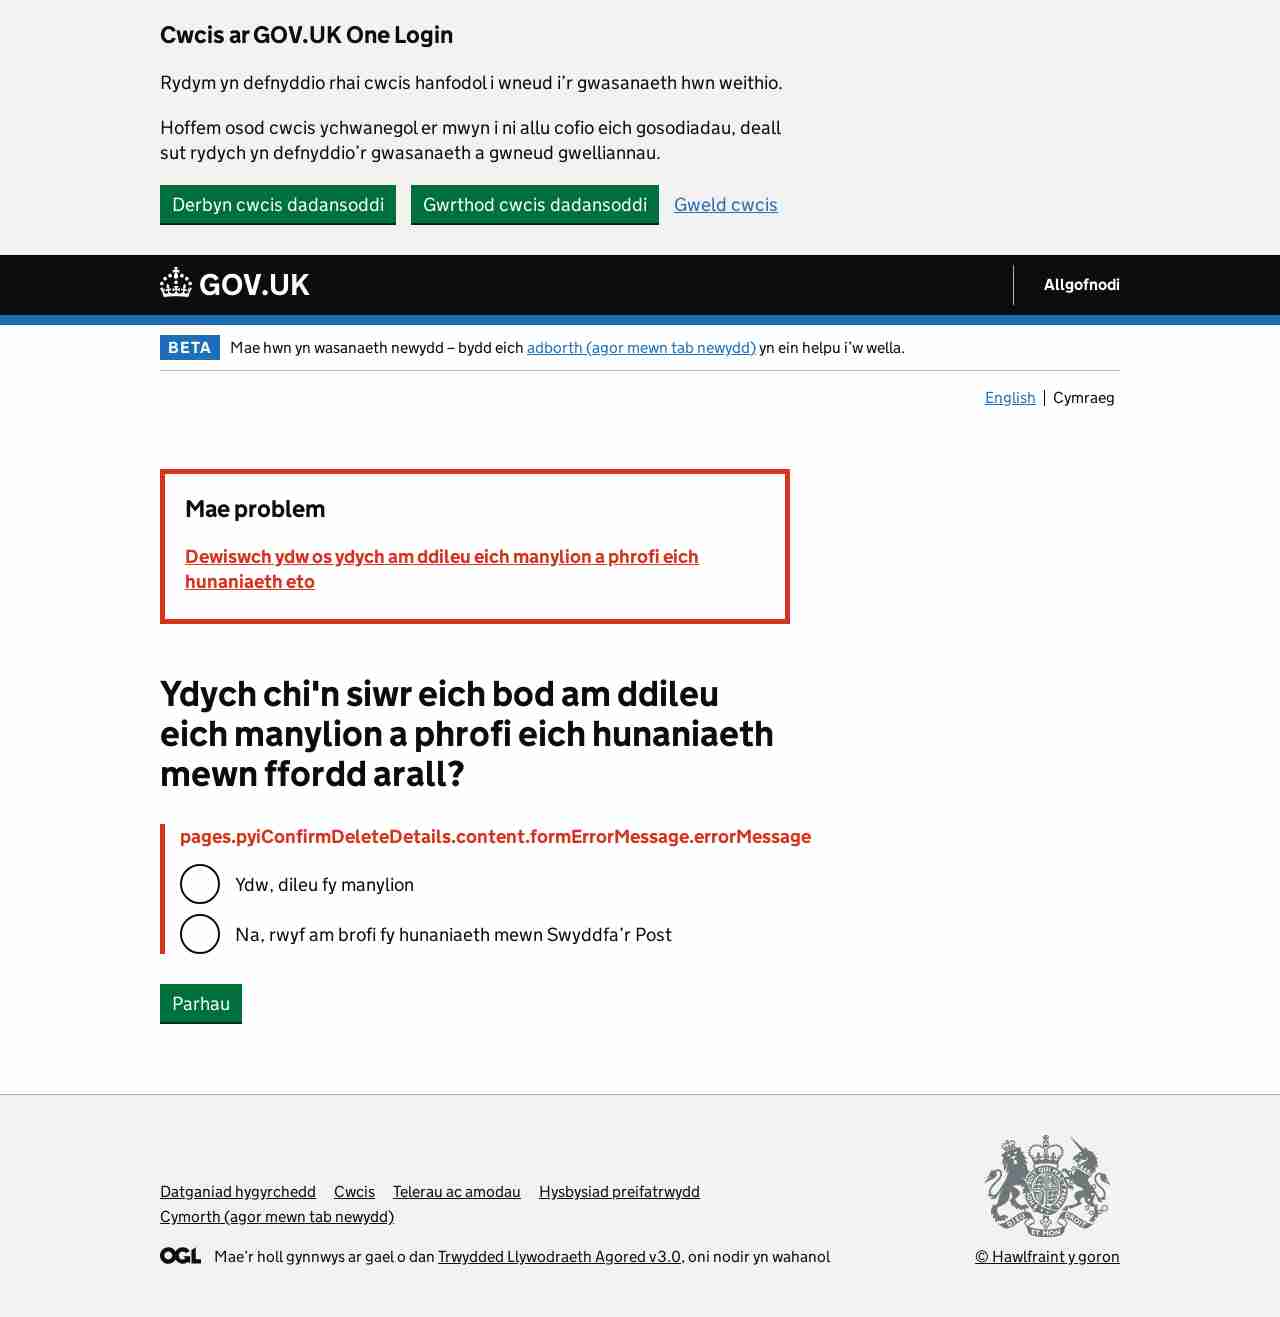 Cwcis ar GOV.UK One Login
Rydym yn defnyddio rhai cwcis hanfodol i wneud i’r gwasanaeth hwn weithio.
Hoffem osod cwcis ychwanegol er mwyn i ni allu cofio eich gosodiadau, deall
sut rydych yn defnyddio’r gwasanaeth a gwneud gwelliannau.
Derbyn cwcis dadansoddi Gwrthod cwcis dadansoddi Gweld cwcis
GOV.UK Allgofnodi
BETA Mae hwn yn wasanaeth newydd – bydd eich adborth (agor mewn tab newydd) yn ein helpu i’w wella.
English Cymraeg
Mae problem
Dewiswch ydw os ydych am ddileu eich manylion a phrofi eich
hunaniaeth eto
Ydych chi'n siwr eich bod am ddileu
eich manylion a phrofi eich hunaniaeth
mewn ffordd arall?
pages.pyiConfirmDeleteDetails.content.formErrorMessage.errorMessage
Ydw, dileu fy manylion
Na, rwyf am brofi fy hunaniaeth mewn Swyddfa’r Post
Parhau
Datganiad hygyrchedd Cwcis Telerau ac amodau Hysbysiad preifatrwydd
Cymorth (agor mewn tab newydd)
OGL Mae’r holl gynnwys ar gael o dan Trwydded Llywodraeth Agored v3.0, oni nodir yn wahanol
© Hawlfraint y goron